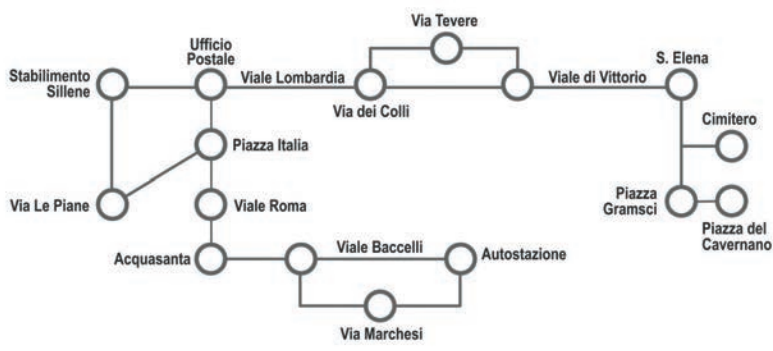 Via Tevere
Ufficio
Postale
S. Elena
Stabilimento
Sillene
Viale Lombardia
Viale di Vittorio
Via dei Colli
Cimitero
Piazza Italia
Via Le Piane
Viale Roma
Piazza
Gramsci
Piazza del
Cavernano
Acquasanta
Viale Baccelli
Autostazione
Via Marchesi